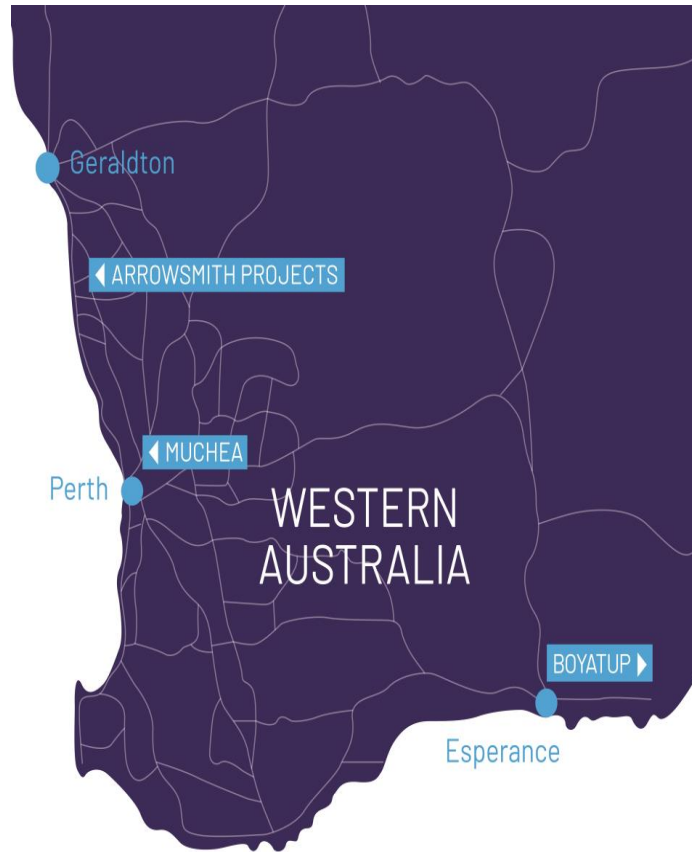 Geraldton
ARROWSMITH PROJECTS
MUCHEA
Perth
WESTERN
AUSTRALIA
BOYATUP
Esperance